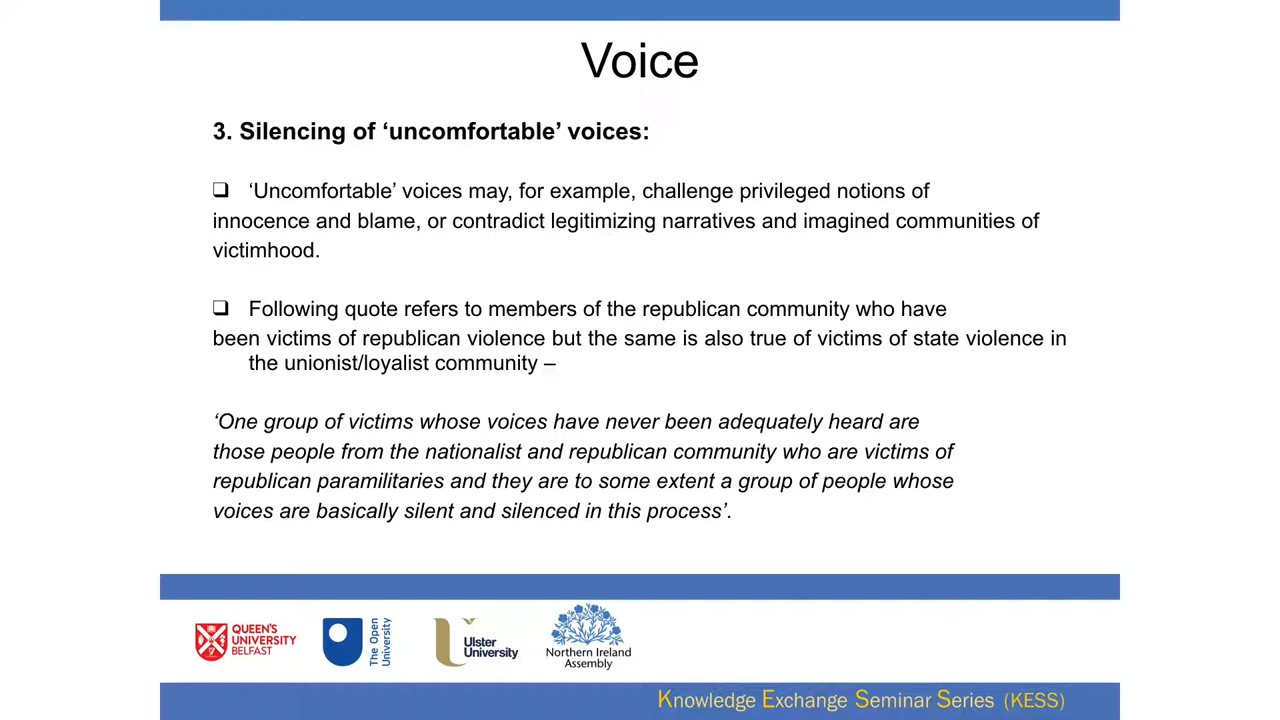 Voice
3. Silencing of ‘uncomfortable’ voices:
❑ ‘Uncomfortable’ voices may, for example, challenge privileged notions of
innocence and blame, or contradict legitimizing narratives and imagined communities of
victimhood.
❑ Following quote refers to members of the republican community who have
been victims of republican violence but the same is also true of victims of state violence in
the unionist/loyalist community –
‘One group of victims whose voices have never been adequately heard are
those people from the nationalist and republican community who are victims of
republican paramilitaries and they are to some extent a group of people whose
voices are basically silent and silenced in this process’.
QUEEN'S
UNIVERSITY
BELFAST
The Open
University
Ulster
University
Northern Ireland
Assembly
Knowledge Exchange Seminar Series (KESS)